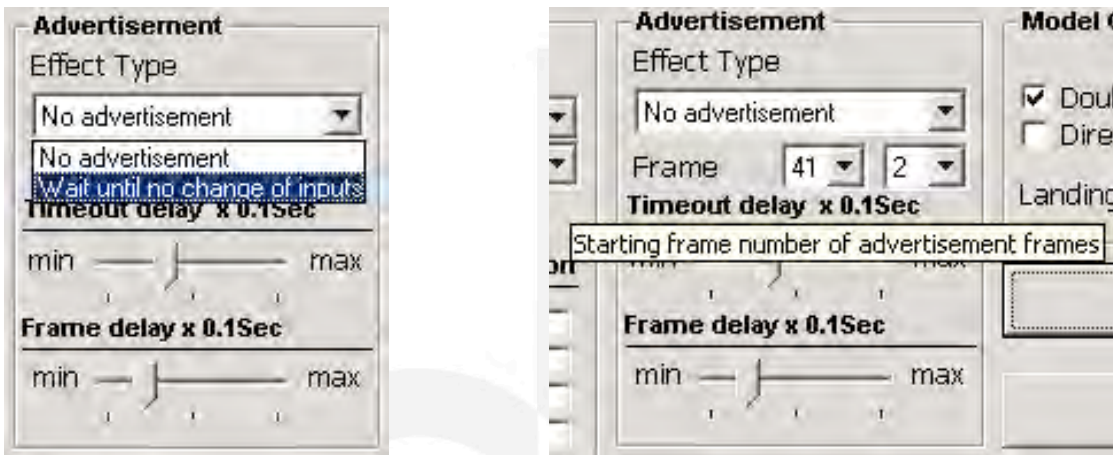 Advertisement
Effect Type
No advertisement
No advertisement
Wait until no change of inputs
Timeout delay x 0.1Sec
min max
Frame delay x 0.1Sec
min max
Advertisement
Effect Type
No advertisement
Frame 41 2
Timeout delay x 0.1Sec
Starting frame number of advertisement frames
Frame delay x 0.1Sec
min max
Model
Doub
Dire
Landing